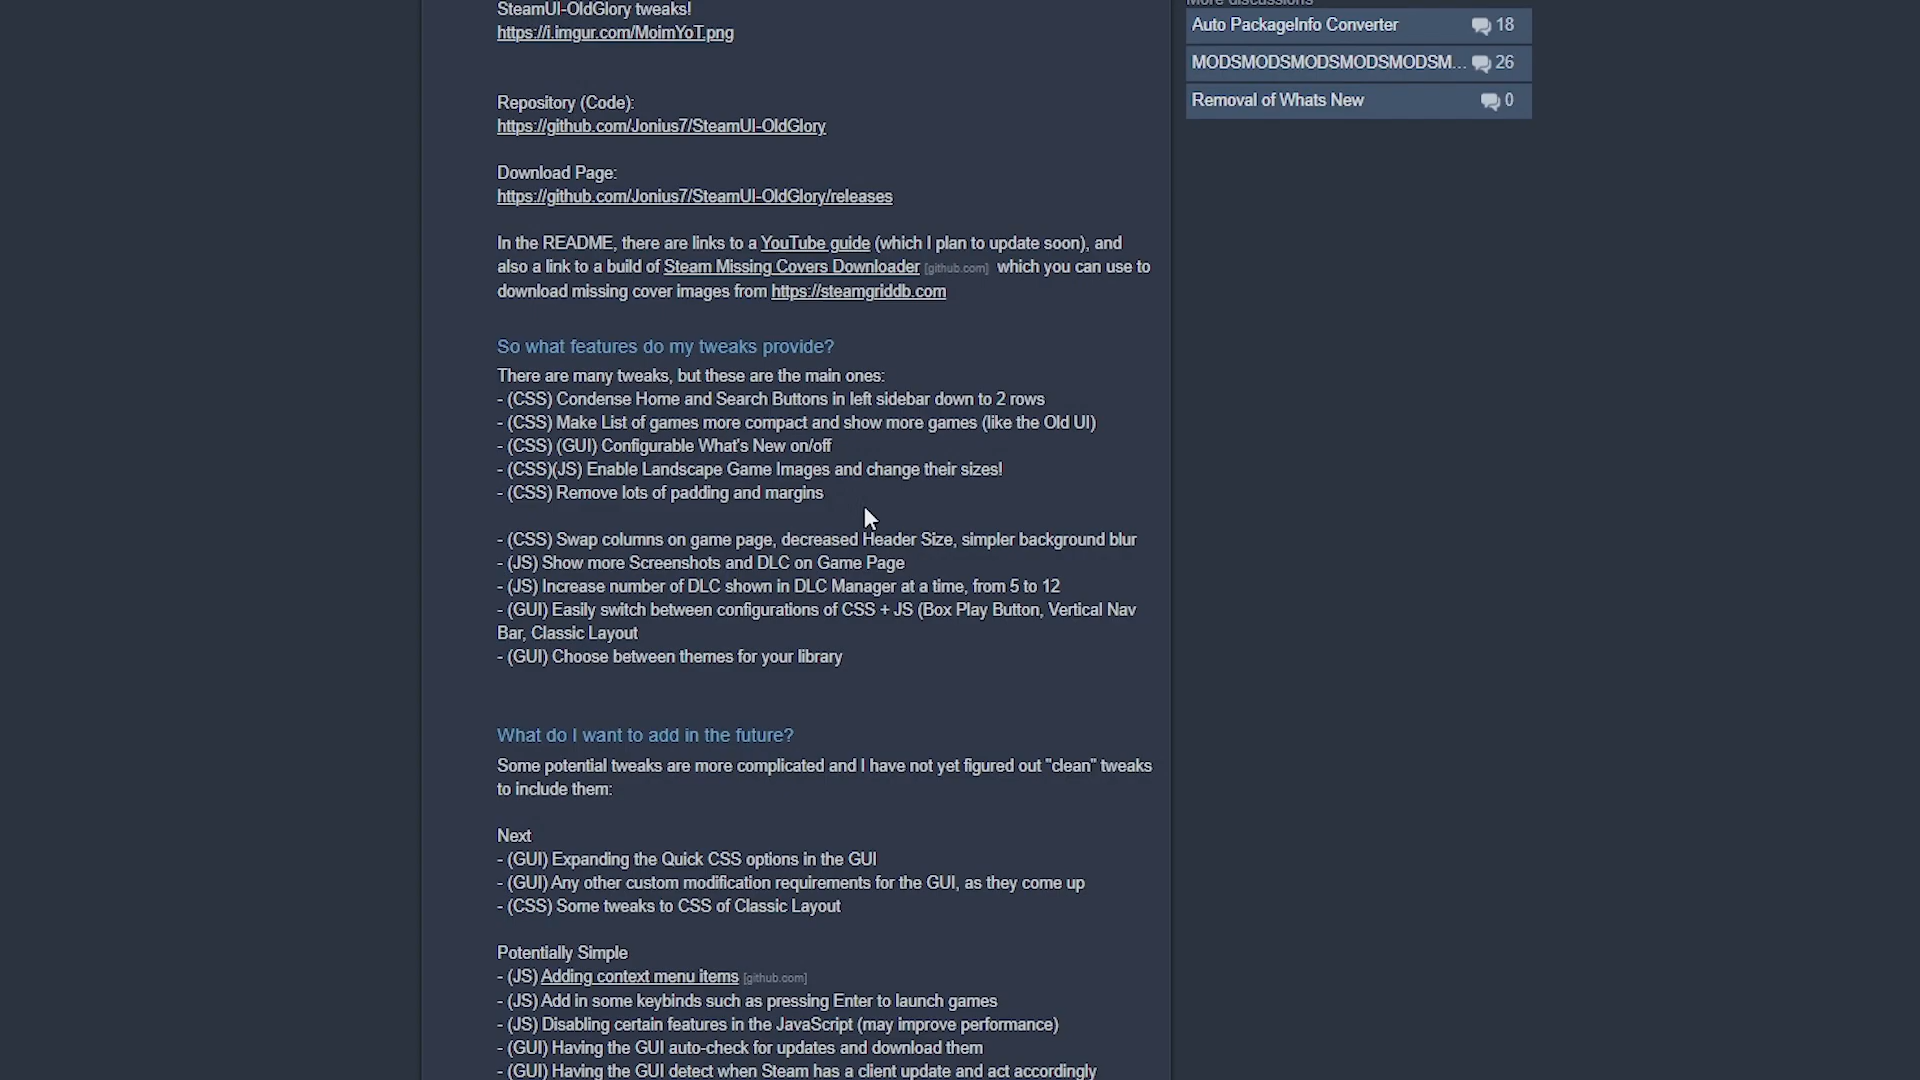 SteamUI-OldGlory tweaks!
https://i.imgur.com/MoimYoT.png
Repository (Code):
https://github.com/Jonius7/SteamUI-OldGlory
Download Page:
https://github.com/Jonius7/SteamUI-OldGlory/releases
In the README, there are links to a YouTube guide (which I plan to update soon), and
also a link to a build of Steam Missing Covers Downloader [github.com] which you can use to
download missing cover images from https://steamgriddb.com
So what features do my tweaks provide?
There are many tweaks, but these are the main ones:
- (CSS) Condense Home and Search Buttons in left sidebar down to 2 rows
- (CSS) Make List of games more compact and show more games (like the Old UI)
- (CSS) (GUI) Configurable What's New on/off
- (CSS)(JS) Enable Landscape Game Images and change their sizes!
- (CSS) Remove lots of padding and margins
- (CSS) Swap columns on game page, decreased Header Size, simpler background blur
- (JS) Show more Screenshots and DLC on Game Page
- (JS) Increase number of DLC shown in DLC Manager at a time, from 5 to 12
- (GUI) Easily switch between configurations of CSS + JS (Box Play Button, Vertical Nav
Bar, Classic Layout
- (GUI) Choose between themes for your library
What do I want to add in the future?
Some potential tweaks are more complicated and I have not yet figured out "clean" tweaks
to include them:
Next
- (GUI) Expanding the Quick CSS options in the GUI
- (GUI) Any other custom modification requirements for the GUI, as they come up
- (CSS) Some tweaks to CSS of Classic Layout
Potentially Simple
- (JS) Adding context menu items [github.com]
- (JS) Add in some keybinds such as pressing Enter to launch games
- (JS) Disabling certain features in the JavaScript (may improve performance)
- (GUI) Having the GUI auto-check for updates and download them
- (GUI) Having the GUI detect when Steam has a client update and act accordingly
More discussions
Auto PackageInfo Converter 18
MODSMODSMODSMODSMODSM... 26
Removal of Whats New 0